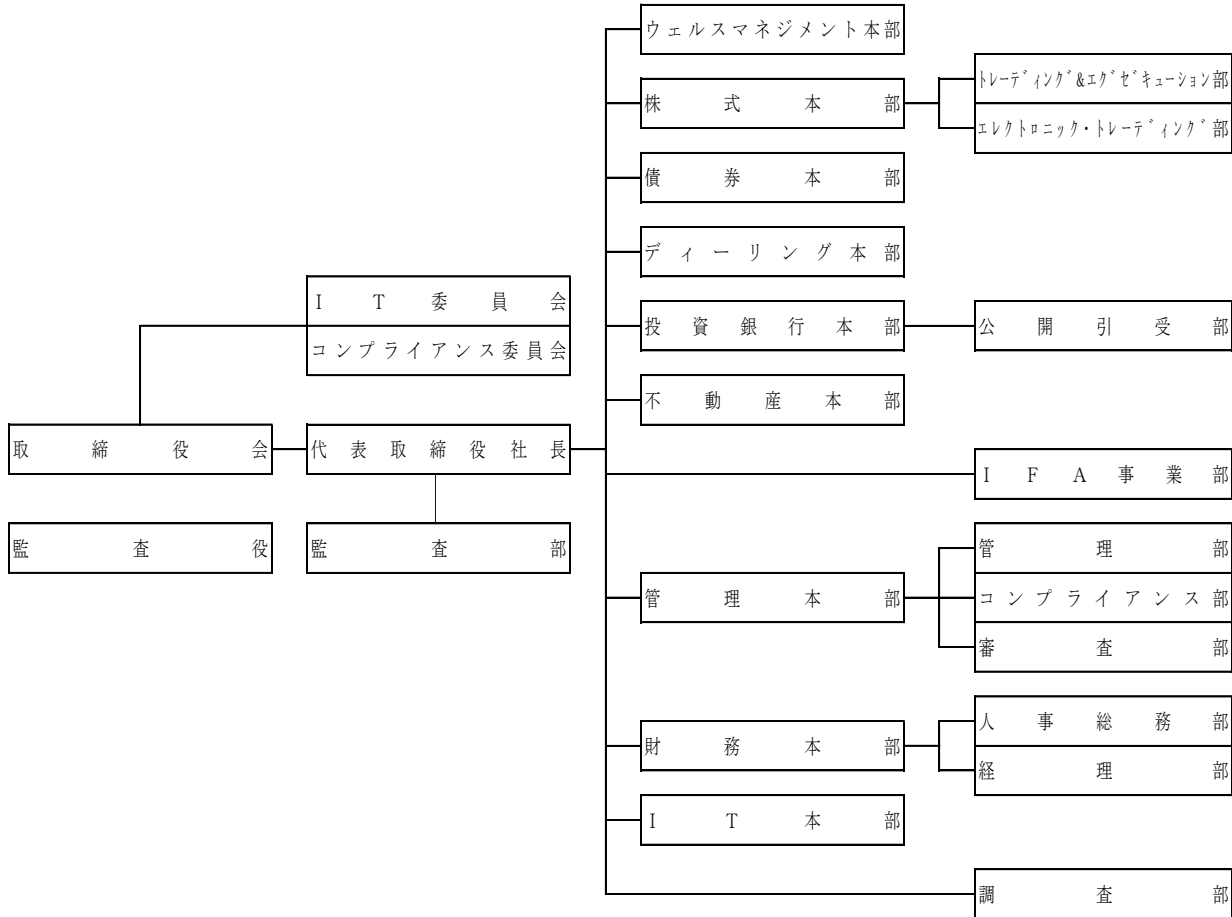 ウェルスマネジメント本部
株式本部
トレーディング&エグゼキューション部
エレクトロニック・トレーディング部
債券本部
ディーリング本部
IT委員会
コンプライアンス委員会
投資銀行本部
公開引受部
不動産本部
取締役会
代表取締役社長
IFA事業部
監査役
監査部
管理本部
管理部
コンプライアンス部
審査部
財務本部
人事総務部
経理部
IT本部
調査部